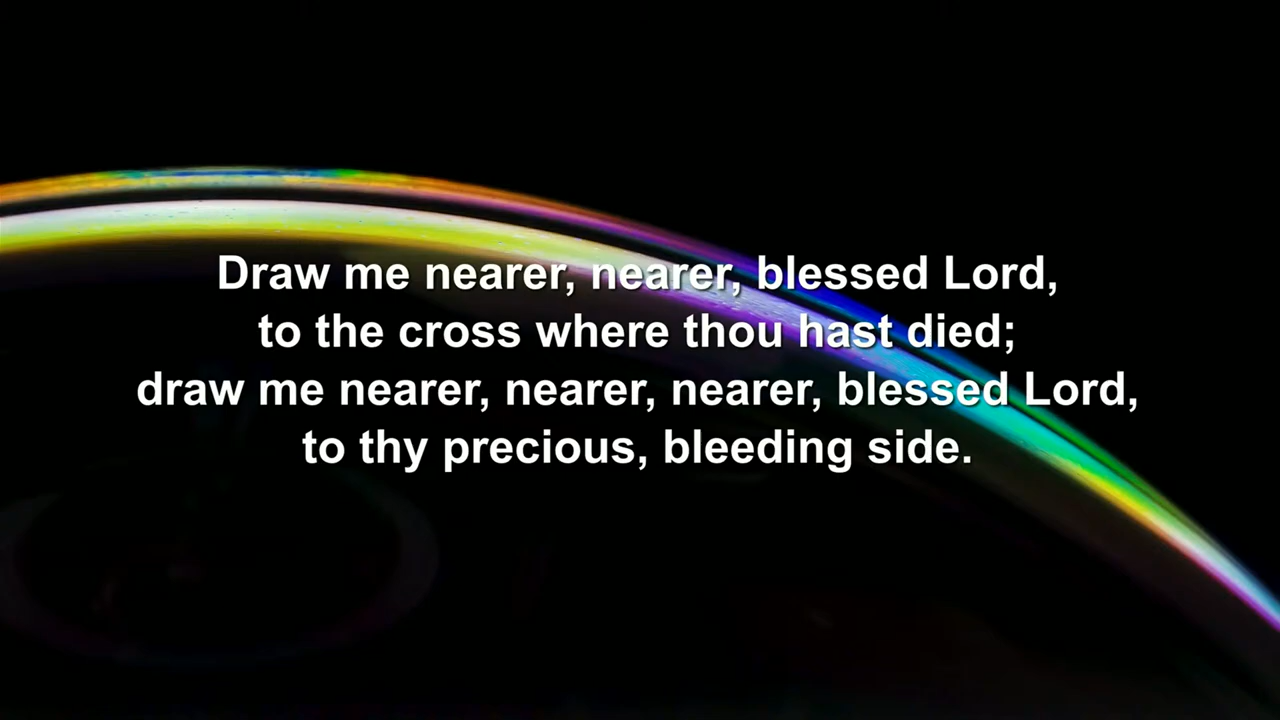 Draw me nearer, nearer, blessed Lord,
to the cross where thou hast died;
draw me nearer, nearer, nearer, blessed Lord,
to thy precious, bleeding side.